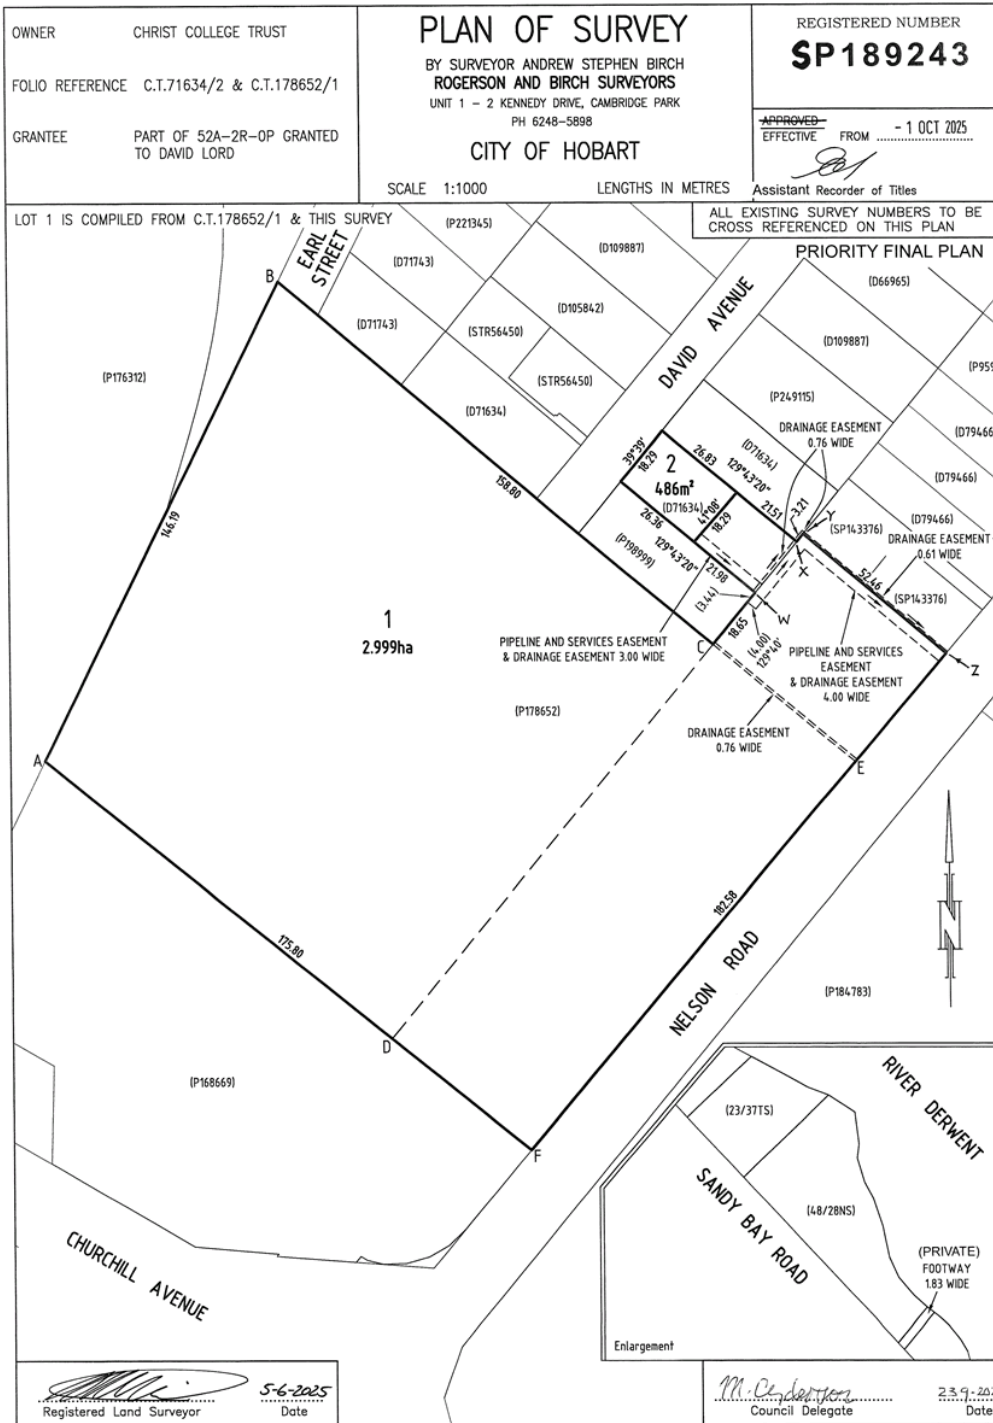 OWNER CHRIST COLLEGE TRUST
FOLIO REFERENCE C.T.71634/2 & C.T.178652/1
GRANTEE PART OF 52A-2R-0P GRANTED
TO DAVID LORD
PLAN OF SURVEY
BY SURVEYOR ANDREW STEPHEN BIRCH
ROGERSON AND BIRCH SURVEYORS
UNIT 1 – 2 KENNEDY DRIVE, CAMBRIDGE PARK
PH 6248-5898
CITY OF HOBART
SCALE 1:1000 LENGTHS IN METRES
REGISTERED NUMBER
SP189243
APPROVED
EFFECTIVE FROM - 1 OCT 2025
Assistant Recorder of Titles
LOT 1 IS COMPILED FROM C.T.178652/1 & THIS SURVEY
ALL EXISTING SURVEY NUMBERS TO BE
CROSS REFERENCED ON THIS PLAN
PRIORITY FINAL PLAN
EARL
STREET
B
(P221345)
(D71743)
(D109887)
(D66965)
(D71743)
(D105842)
(STR56450)
(STR56450)
(D71634)
DAVID AVENUE
(D109887)
(P959
(P249115)
(D79466
(P176312)
DRAINAGE EASEMENT
0.76 WIDE
(D71634)
(D79466)
39°39'
18.29
26.83
129°43'20"
21.51
2
486m²
(D71634)
41°08'
18.29
26.36
129°43'20"
21.98
(P198999)
3.21
Y
X
(SP143376)
(D79466)
DRAINAGE EASEMENT
0.61 WIDE
52.46
(SP143376)
158.80
146.19
(3.44)
W
18.65
(4.00)
129°40'
C
Z
1
2.999ha
PIPELINE AND SERVICES EASEMENT
& DRAINAGE EASEMENT 3.00 WIDE
PIPELINE AND SERVICES
EASEMENT
& DRAINAGE EASEMENT
4.00 WIDE
(P178652)
DRAINAGE EASEMENT
0.76 WIDE
A
E
182.58
175.80
NELSON ROAD
N
(P184783)
D
(P168669)
F
CHURCHILL AVENUE
RIVER DERWENT
(23/37TS)
SANDY BAY ROAD
(48/28NS)
(PRIVATE)
FOOTWAY
1.83 WIDE
Enlargement
5-6-2025
Registered Land Surveyor Date
Council Delegate Date